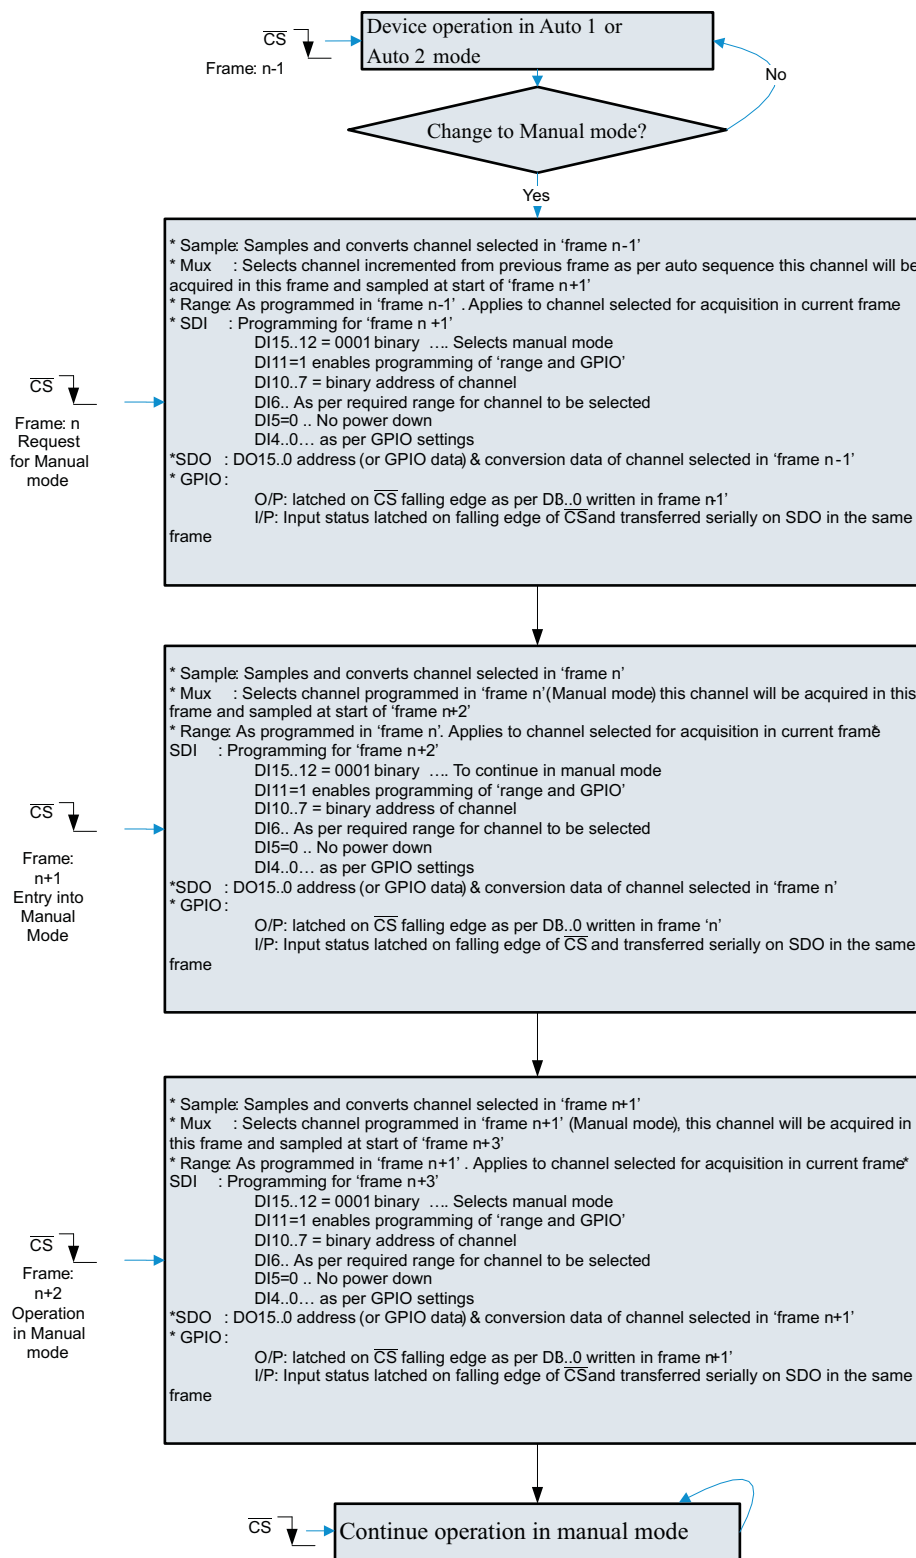 Device operation in Auto 1 or
Auto 2 mode
CS
Frame: n-1
No
Change to Manual mode?
Yes
* Sample: Samples and converts channel selected in ‘frame n-1’
* Mux : Selects channel incremented from previous frame as per auto sequence this channel will be
acquired in this frame and sampled at start of ‘frame n+1’
* Range: As programmed in ‘frame n-1’ . Applies to channel selected for acquisition in current frame
* SDI : Programming for ‘frame n +1’
DI15..12 = 0001 binary …. Selects manual mode
DI11=1 enables programming of ‘range and GPIO’
DI10..7 = binary address of channel
DI6.. As per required range for channel to be selected
DI5=0 .. No power down
DI4..0… as per GPIO settings
*SDO : DO15..0 address (or GPIO data) & conversion data of channel selected in ‘frame n-1’
* GPIO :
O/P: latched on CS falling edge as per DB..0 written in frame n-1’
I/P: Input status latched on falling edge of CS and transferred serially on SDO in the same
frame
CS
Frame: n
Request
for Manual
mode
* Sample: Samples and converts channel selected in ‘frame n’
* Mux : Selects channel programmed in ‘frame n’(Manual mode) this channel will be acquired in this
frame and sampled at start of ‘frame n+2’
* Range: As programmed in ‘frame n’. Applies to channel selected for acquisition in current frame*
SDI : Programming for ‘frame n+2’
DI15..12 = 0001 binary …. To continue in manual mode
DI11=1 enables programming of ‘range and GPIO’
DI10..7 = binary address of channel
DI6.. As per required range for channel to be selected
DI5=0 .. No power down
DI4..0… as per GPIO settings
*SDO : DO15..0 address (or GPIO data) & conversion data of channel selected in ‘frame n’
* GPIO :
O/P: latched on CS falling edge as per DB..0 written in frame ‘n’
I/P: Input status latched on falling edge of CS and transferred serially on SDO in the same
frame
CS
Frame:
n+1
Entry into
Manual
Mode
* Sample: Samples and converts channel selected in ‘frame n+1’
* Mux : Selects channel programmed in ‘frame n+1’ (Manual mode), this channel will be acquired in
this frame and sampled at start of ‘frame n+3’
* Range: As programmed in ‘frame n+1’ . Applies to channel selected for acquisition in current frame*
SDI : Programming for ‘frame n+3’
DI15..12 = 0001 binary …. Selects manual mode
DI11=1 enables programming of ‘range and GPIO’
DI10..7 = binary address of channel
DI6.. As per required range for channel to be selected
DI5=0 .. No power down
DI4..0… as per GPIO settings
*SDO : DO15..0 address (or GPIO data) & conversion data of channel selected in ‘frame n+1’
* GPIO :
O/P: latched on CS falling edge as per DB..0 written in frame n+1’
I/P: Input status latched on falling edge of CS and transferred serially on SDO in the same
frame
CS
Frame:
n+2
Operation
in Manual
mode
CS
Continue operation in manual mode